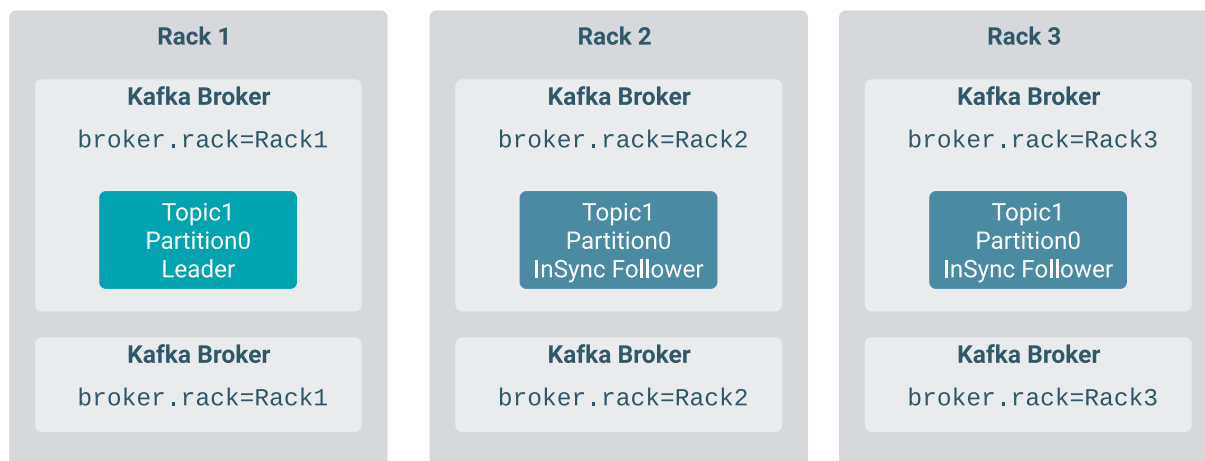 Rack 1
Kafka Broker
broker.rack=Rack1
Topic1
Partition0
Leader
Kafka Broker
broker.rack=Rack1
Rack 2
Kafka Broker
broker.rack=Rack2
Topic1
Partition0
InSync Follower
Kafka Broker
broker.rack=Rack2
Rack 3
Kafka Broker
broker.rack=Rack3
Topic1
Partition0
InSync Follower
Kafka Broker
broker.rack=Rack3